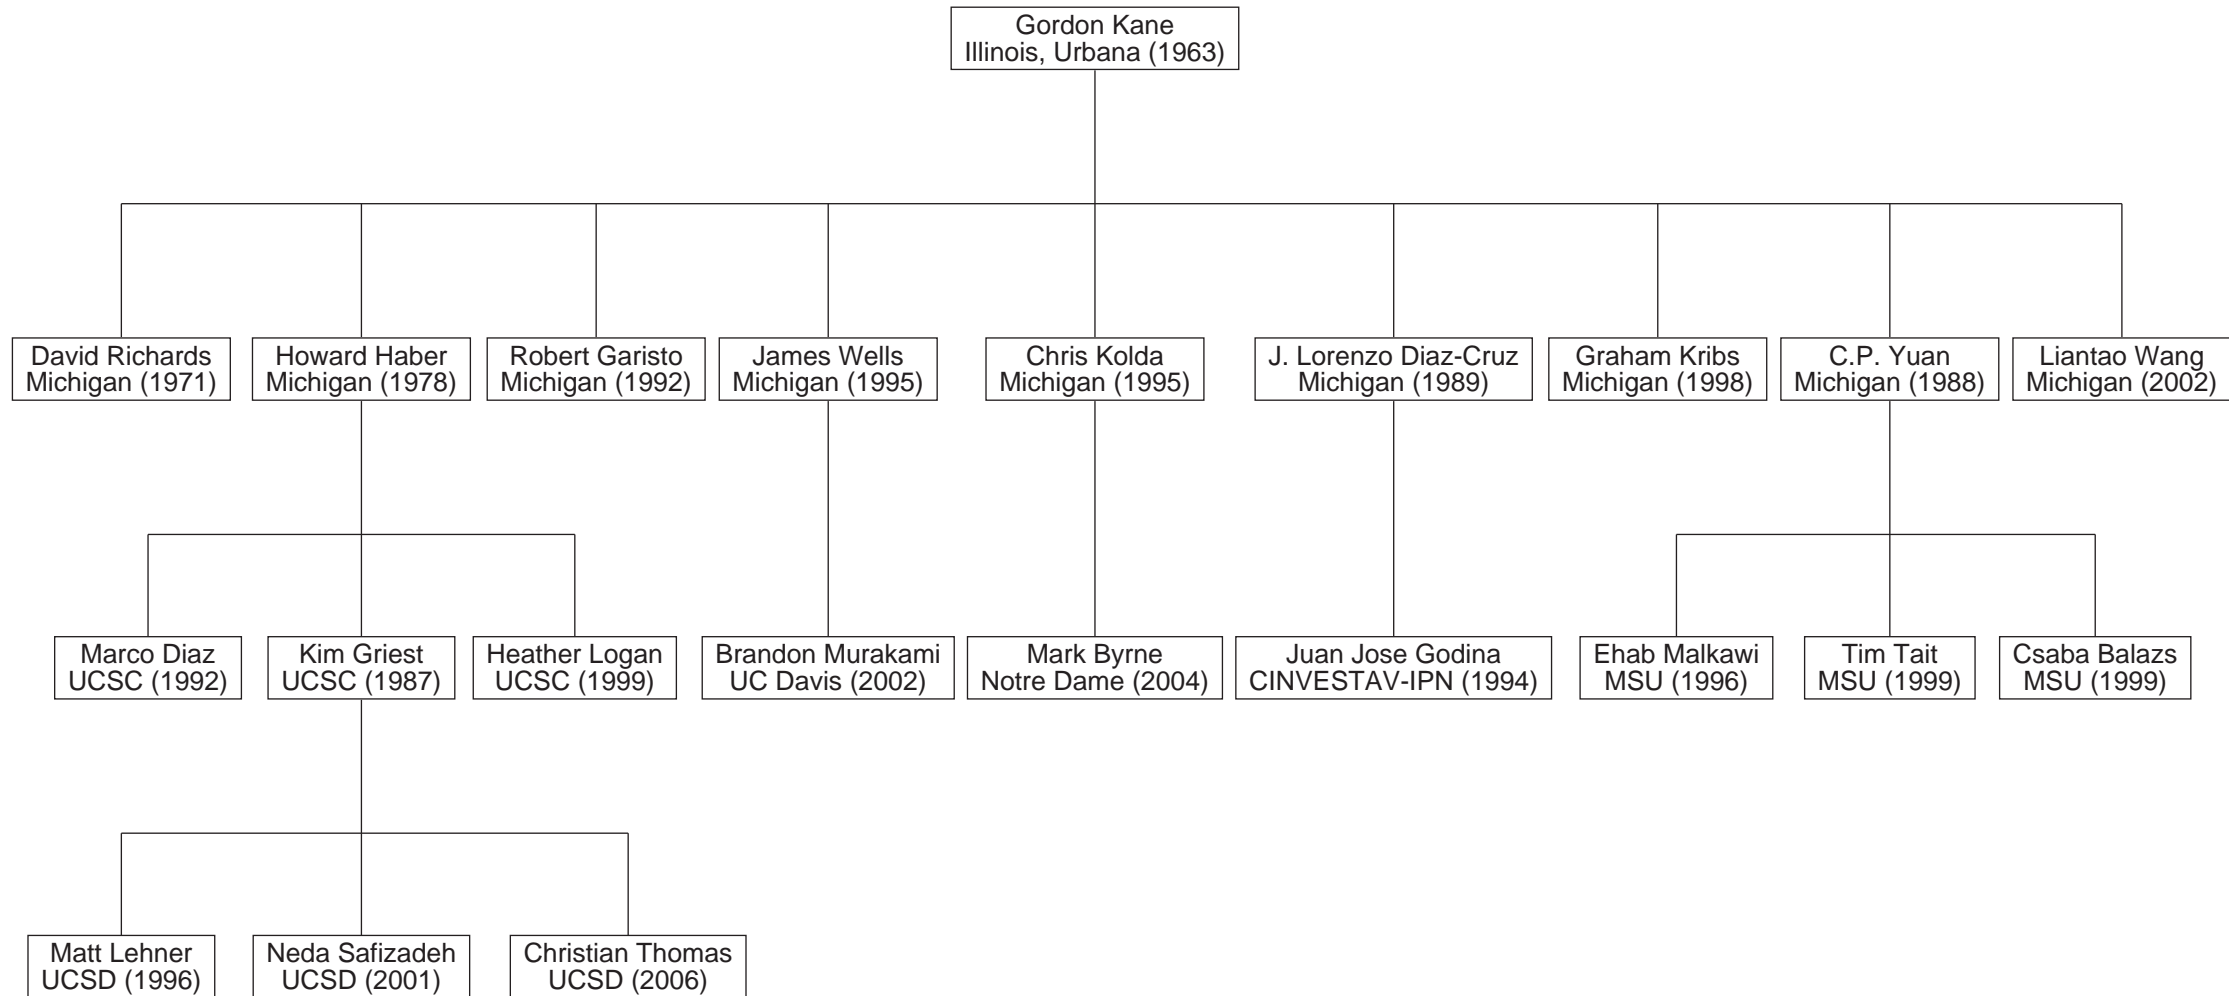 Gordon Kane
Illinois, Urbana (1963)
David Richards
Michigan (1971)
Howard Haber
Michigan (1978)
Robert Garisto
Michigan (1992)
James Wells
Michigan (1995)
Chris Kolda
Michigan (1995)
J. Lorenzo Diaz-Cruz
Michigan (1989)
Graham Kribs
Michigan (1998)
C.P. Yuan
Michigan (1988)
Liantao Wang
Michigan (2002)
Marco Diaz
UCSC (1992)
Kim Griest
UCSC (1987)
Heather Logan
UCSC (1999)
Brandon Murakami
UC Davis (2002)
Mark Byrne
Notre Dame (2004)
Juan Jose Godina
CINVESTAV-IPN (1994)
Ehab Malkawi
MSU (1996)
Tim Tait
MSU (1999)
Csaba Balazs
MSU (1999)
Matt Lehner
UCSD (1996)
Neda Safizadeh
UCSD (2001)
Christian Thomas
UCSD (2006)